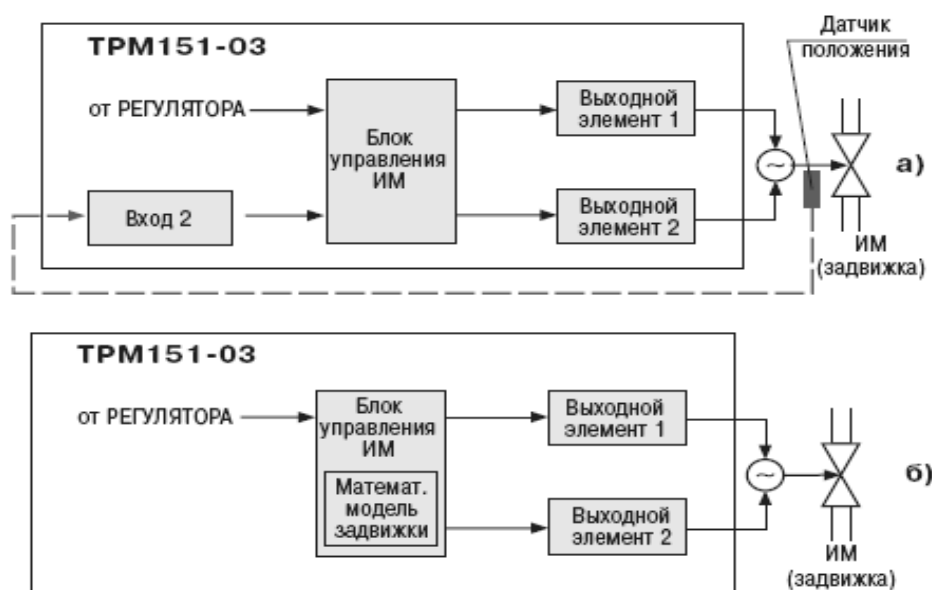 ТРМ151-03
Датчик
положения
от РЕГУЛЯТОРА
Блок
управления
ИМ
Выходной
элемент 1
~
а)
Вход 2
Выходной
элемент 2
ИМ
(задвижка)
ТРМ151-03
от РЕГУЛЯТОРА
Блок
управления
ИМ
Математ.
модель
задвижки
Выходной
элемент 1
~
б)
Выходной
элемент 2
ИМ
(задвижка)